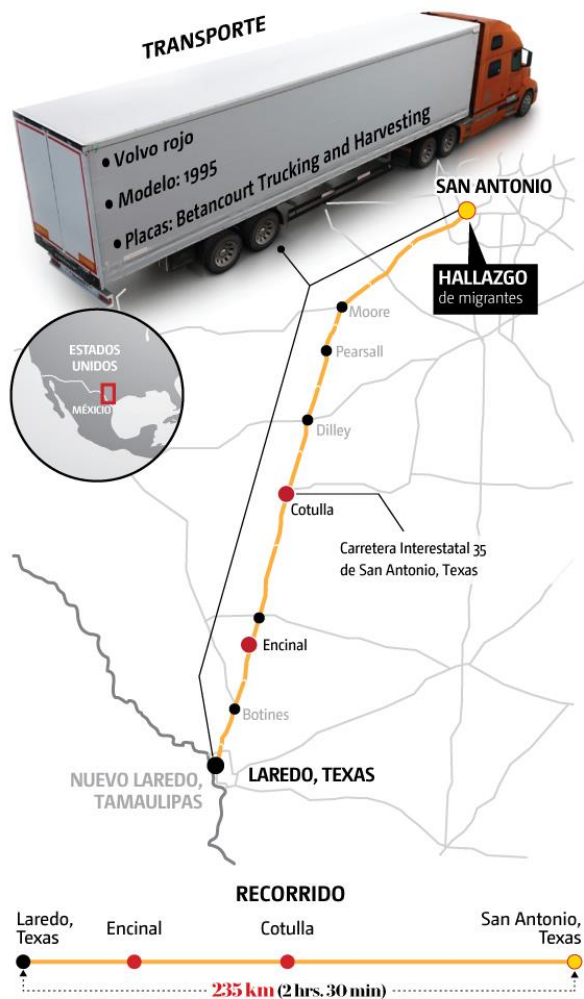 TRANSPORTE
• Volvo rojo
• Modelo: 1995
• Placas: Betancourt Trucking and Harvesting
SAN ANTONIO
HALLAZGO
de migrantes
Moore
Pearsall
ESTADOS
UNIDOS
MÉXICIO
Dilley
Cotulla
Carretera Interestatal 35
de San Antonio, Texas
Encinal
Botines
NUEVO LAREDO,
TAMAULIPAS
LAREDO, TEXAS
RECORRIDO
Laredo,
Texas
Encinal
Cotulla
San Antonio,
Texas
235 km (2 hrs. 30 min)